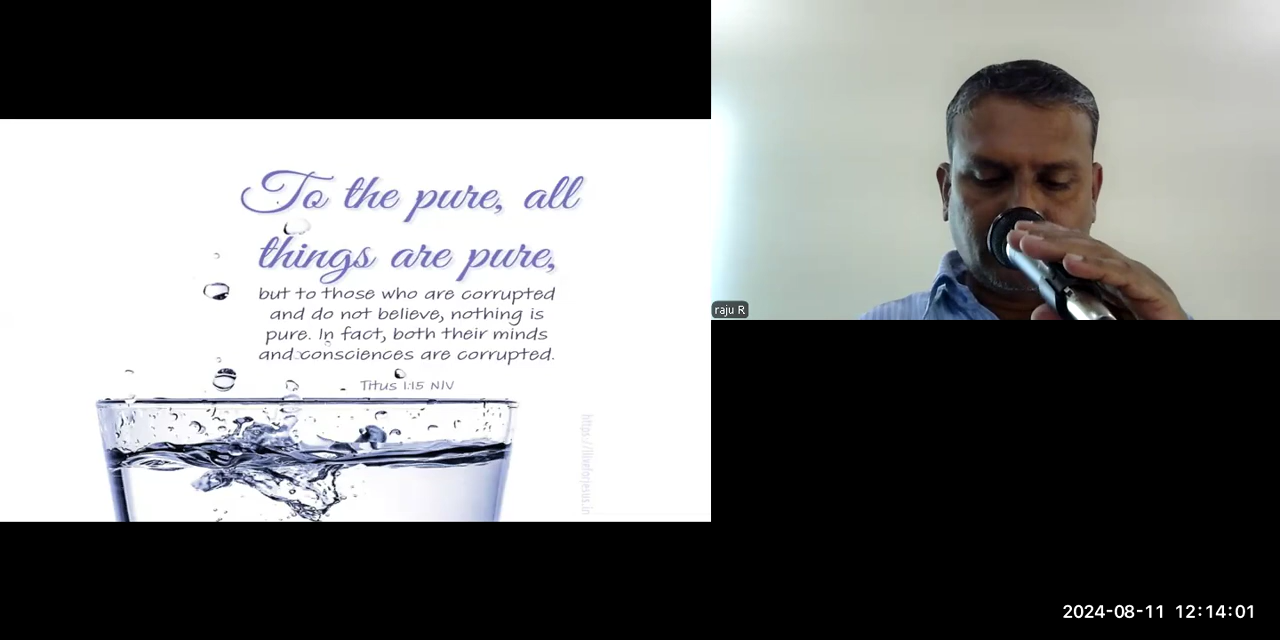 To the pure, all
things are pure,
but to those who are corrupted
and do not believe, nothing is
pure. In fact, both their minds
and consciences are corrupted.
Titus 1:15 NIV
raju R
2024-08-11 12:14:01